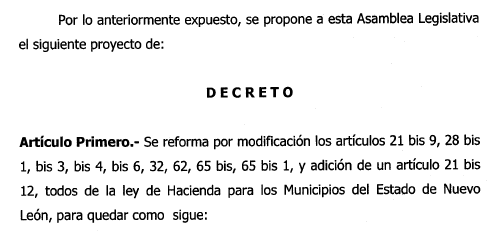 Por lo anteriormente expuesto, se propone a esta Asamblea Legislativa
el siguiente proyecto de:
DECRETO
Artículo Primero.- Se reforma por modificación los artículos 21 bis 9, 28 bis
1, bis 3, bis 4, bis 6, 32, 62, 65 bis, 65 bis 1, y adición de un artículo 21 bis
12, todos de la ley de Hacienda para los Municipios del Estado de Nuevo
León, para quedar como sigue: